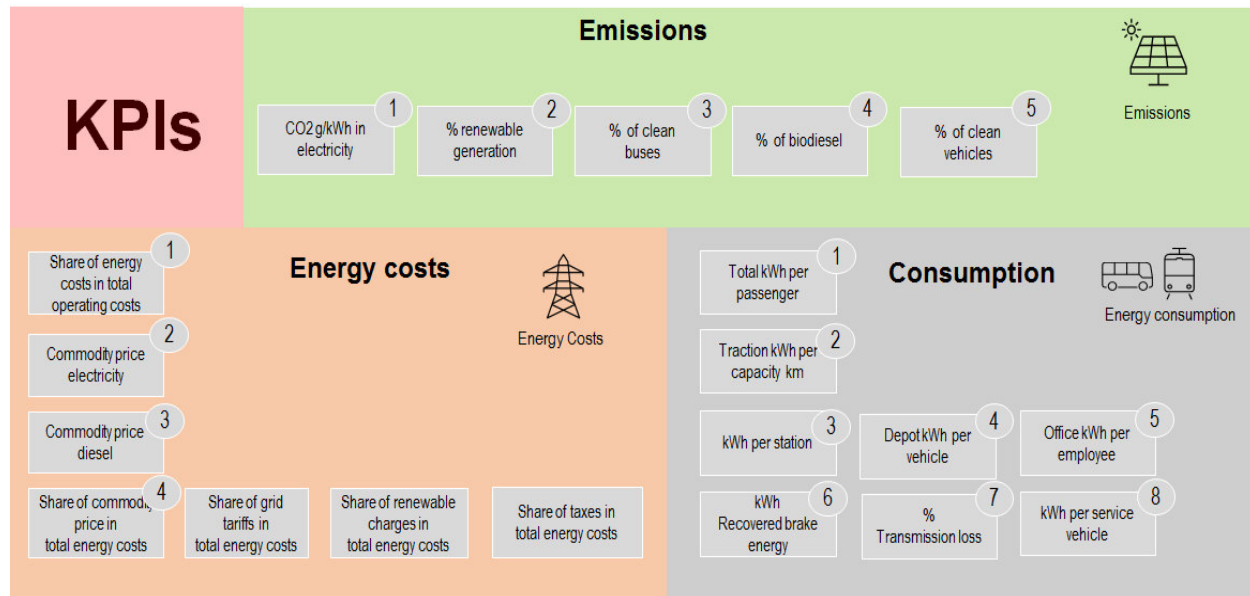 KPIs
Emissions
Emissions
1
CO2 g/kWh in
electricity
2
% renewable
generation
3
% of clean
buses
4
% of biodiesel
5
% of clean
vehicles
Energy costs
Energy Costs
1
Share of energy
costs in total
operating costs
2
Commodity price
electricity
3
Commodity price
diesel
4
Share of commodity
price in
total energy costs
Share of grid
tariffs in
total energy costs
Share of renewable
charges in
total energy costs
Share of taxes in
total energy costs
Consumption
Energy consumption
1
Total kWh per
passenger
2
Traction kWh per
capacity km
3
kWh per station
4
Depot kWh per
vehicle
5
Office kWh per
employee
6
kWh
Recovered brake
energy
7
%
Transmission loss
8
kWh per service
vehicle